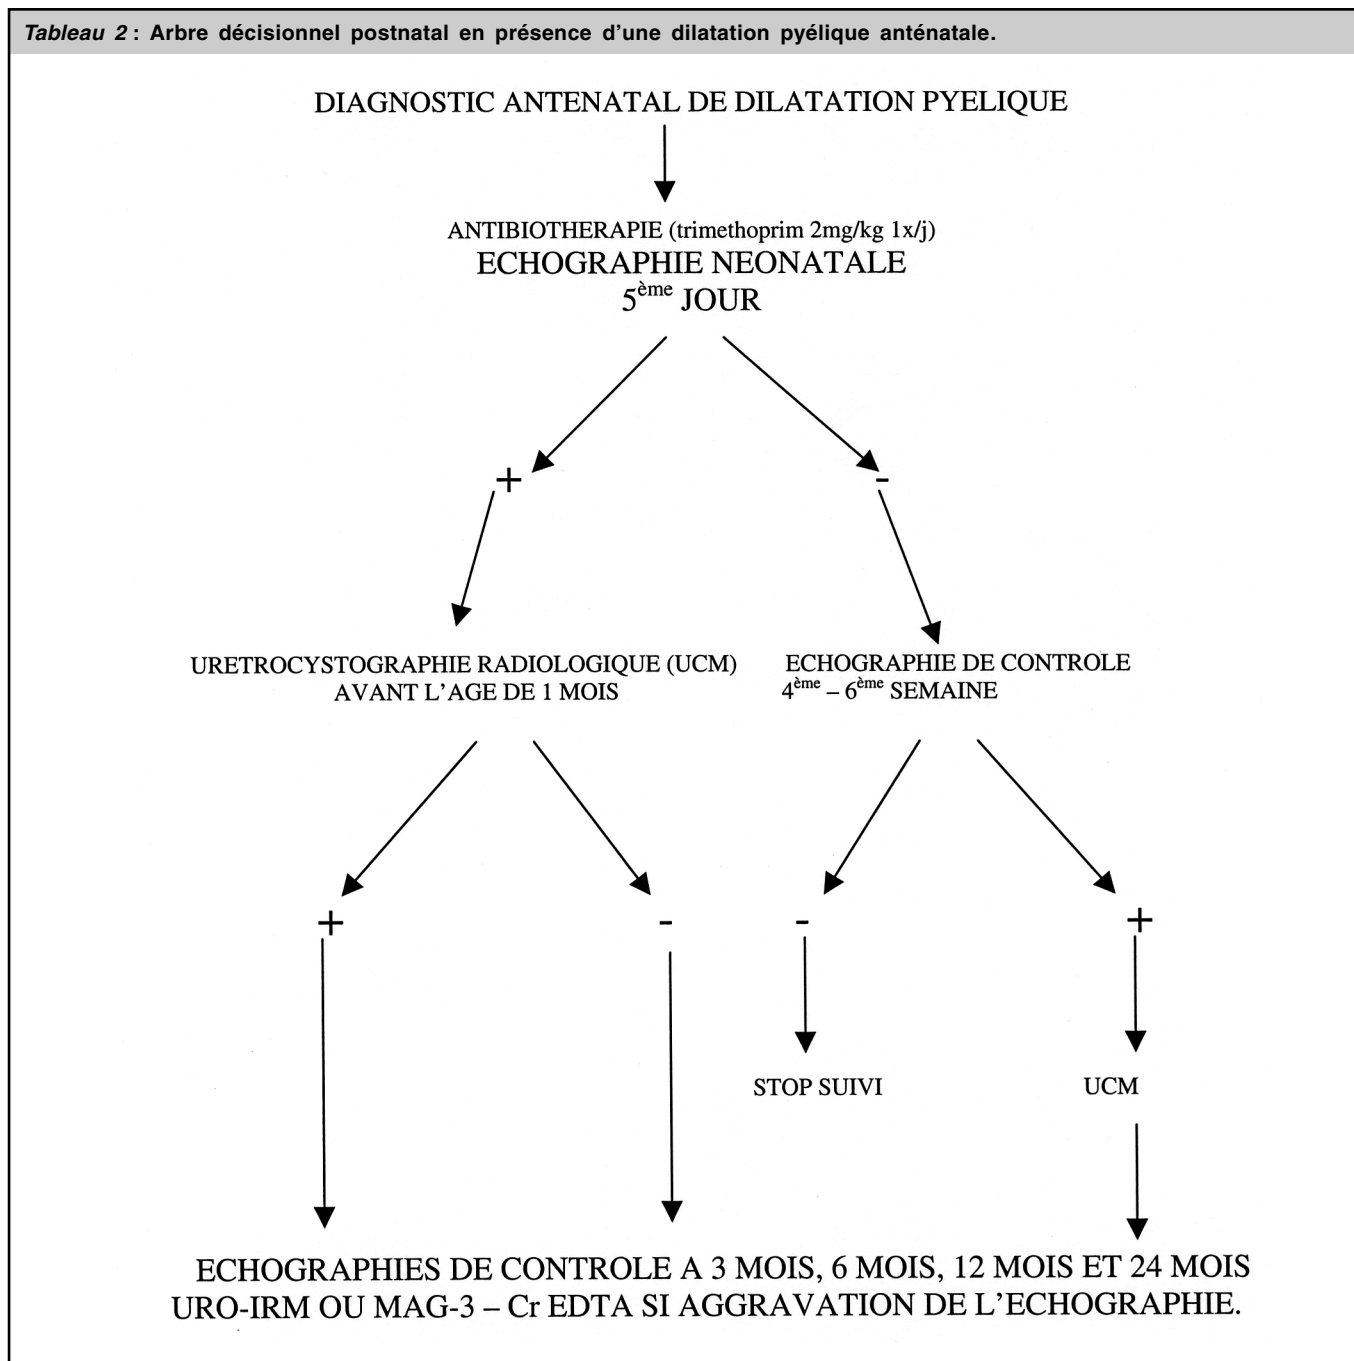 Tableau 2 : Arbre décisionnel postnatal en présence d'une dilatation pyélique anténatale.
DIAGNOSTIC ANTENATAL DE DILATATION PYELIQUE
ANTIBIOTHERAPIE (trimethoprim 2mg/kg 1x/j)
ECHOGRAPHIE NEONATALE
5ème JOUR
+
-
URETROCYSTOGRAPHIE RADIOLOGIQUE (UCM)
AVANT L'AGE DE 1 MOIS
ECHOGRAPHIE DE CONTROLE
4ème – 6ème SEMAINE
+
-
-
+
STOP SUIVI
UCM
ECHOGRAPHIES DE CONTROLE A 3 MOIS, 6 MOIS, 12 MOIS ET 24 MOIS
URO-IRM OU MAG-3 – Cr EDTA SI AGGRAVATION DE L'ECHOGRAPHIE.